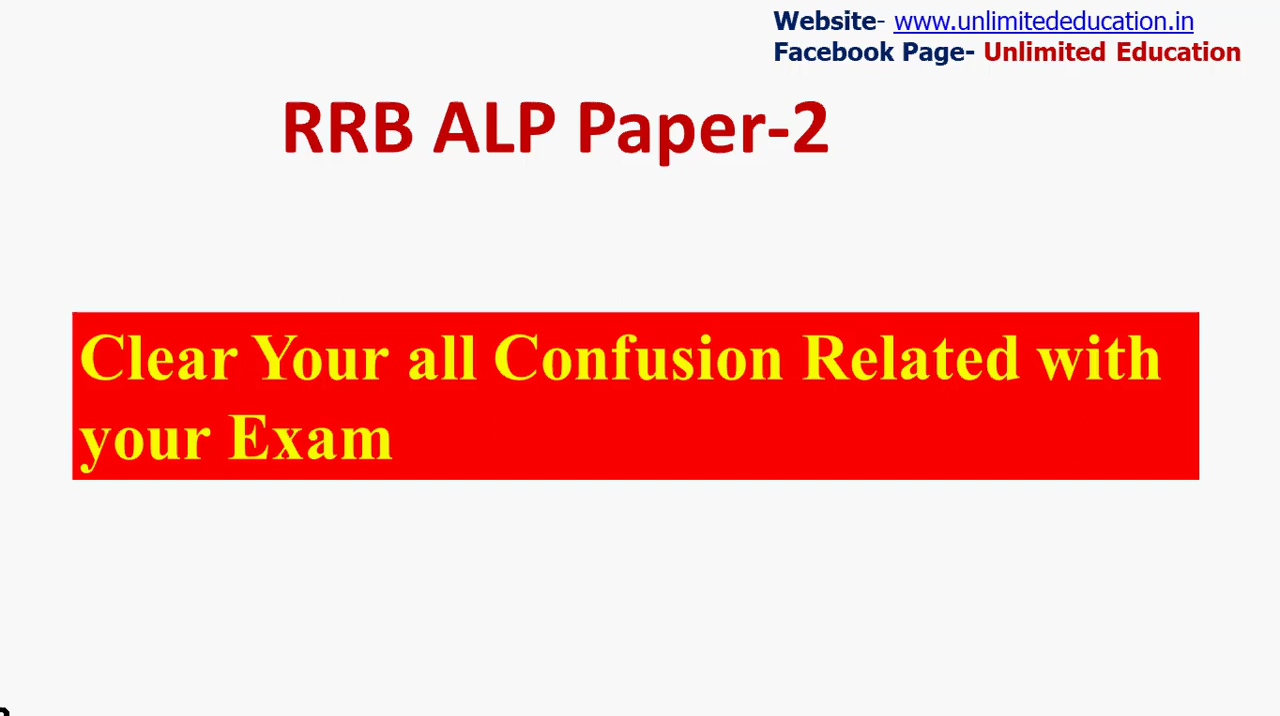 Website- www.unlimitededucation.in
Facebook Page- Unlimited Education
RRB ALP Paper-2
Clear Your all Confusion Related with
your Exam